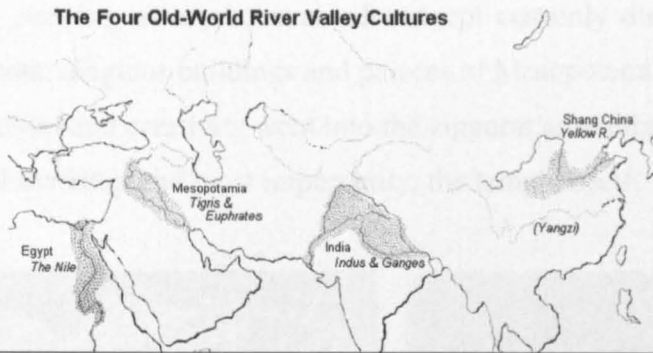 The Four Old-World River Valley Cultures
Shang China
Yellow R.
Mesopotamia
Tigris &
Euphrates
(Yangzi)
Egypt
The Nile
India
Indus & Ganges